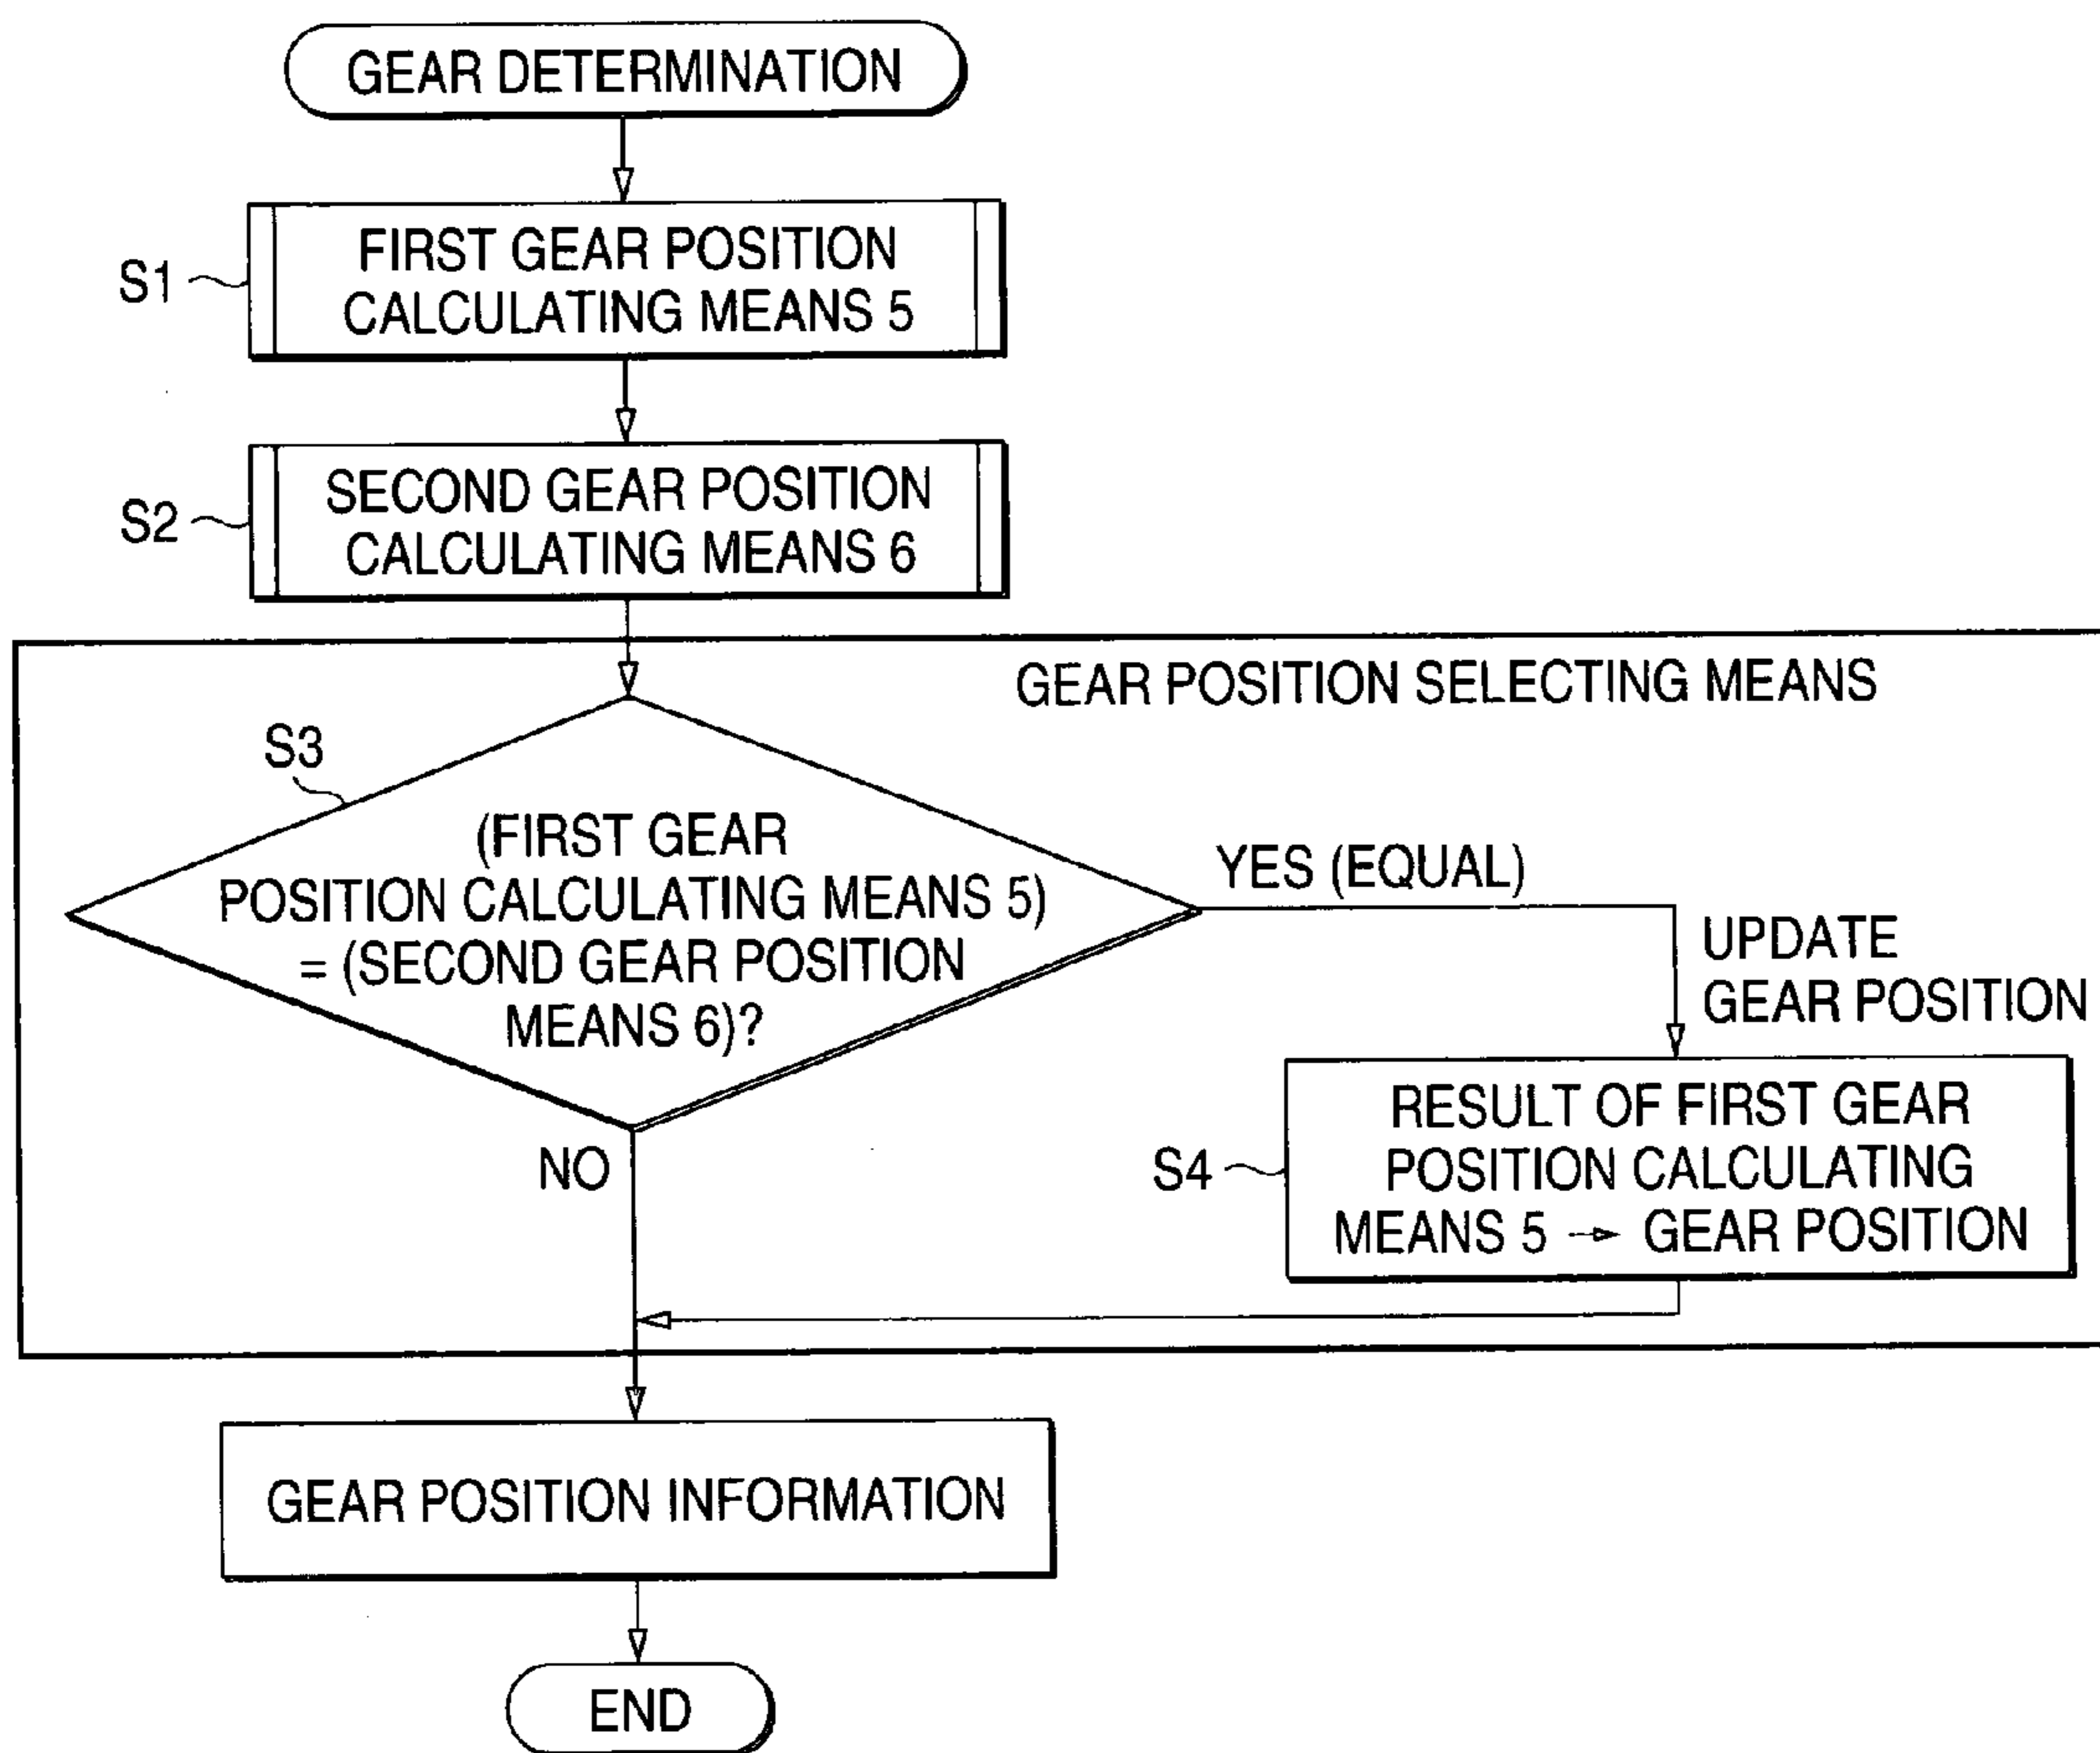 GEAR DETERMINATION
S1
FIRST GEAR POSITION
CALCULATING MEANS 5
S2
SECOND GEAR POSITION
CALCULATING MEANS 6
GEAR POSITION SELECTING MEANS
S3
(FIRST GEAR
POSITION CALCULATING MEANS 5)
= (SECOND GEAR POSITION
MEANS 6)?
YES (EQUAL)
UPDATE
GEAR POSITION
NO
S4
RESULT OF FIRST GEAR
POSITION CALCULATING
MEANS 5 → GEAR POSITION
GEAR POSITION INFORMATION
END